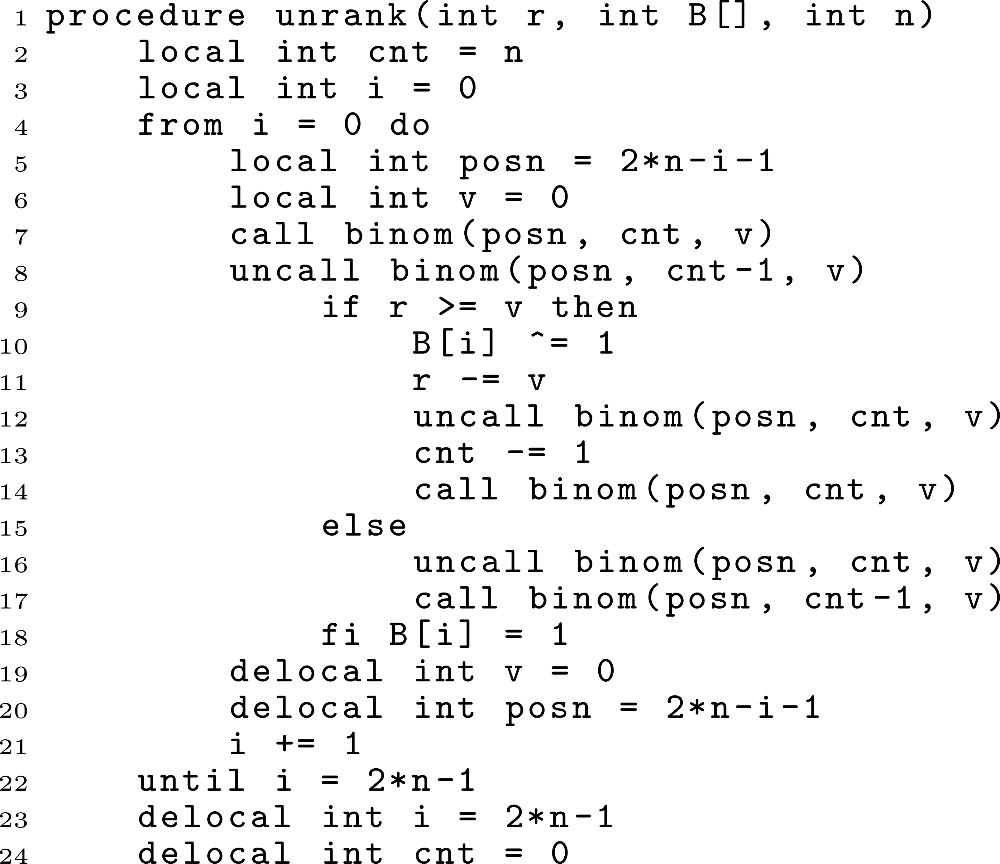 1 procedure unrank(int r, int B[], int n)
2 local int cnt = n
3 local int i = 0
4 from i = 0 do
5 local int posn = 2*n-i-1
6 local int v = 0
7 call binom(posn, cnt, v)
8 uncall binom(posn, cnt-1, v)
9 if r >= v then
10 B[i] ^= 1
11 r -= v
12 uncall binom(posn, cnt, v)
13 cnt -= 1
14 call binom(posn, cnt, v)
15 else
16 uncall binom(posn, cnt, v)
17 call binom(posn, cnt-1, v)
18 fi B[i] = 1
19 delocal int v = 0
20 delocal int posn = 2*n-i-1
21 i += 1
22 until i = 2*n-1
23 delocal int i = 2*n-1
24 delocal int cnt = 0